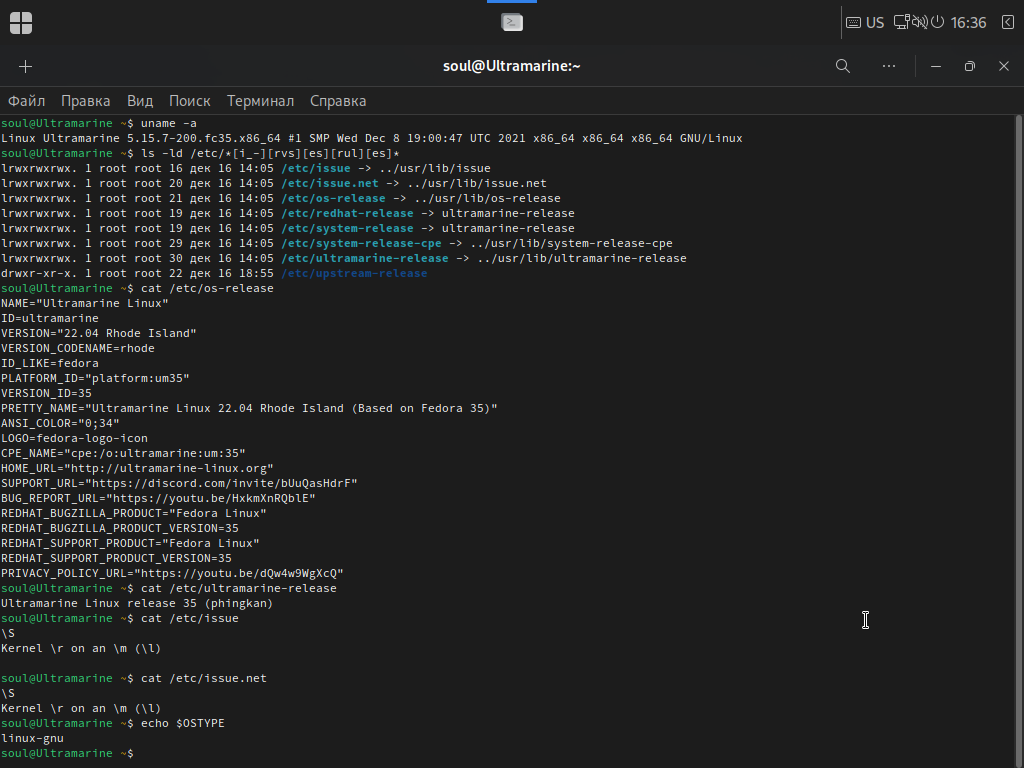 US 16:36
soul@Ultramarine:~
Файл Правка Вид Поиск Терминал Справка
soul@Ultramarine ~$ uname -a
Linux Ultramarine 5.15.7-200.fc35.x86_64 #1 SMP Wed Dec 8 19:00:47 UTC 2021 x86_64 x86_64 x86_64 GNU/Linux
soul@Ultramarine ~$ ls -ld /etc/*[i_-][rvs][es][rul][es]*
lrwxrwxrwx. 1 root root 16 дек 16 14:05 /etc/issue -> ../usr/lib/issue
lrwxrwxrwx. 1 root root 20 дек 16 14:05 /etc/issue.net -> ../usr/lib/issue.net
lrwxrwxrwx. 1 root root 21 дек 16 14:05 /etc/os-release -> ../usr/lib/os-release
lrwxrwxrwx. 1 root root 19 дек 16 14:05 /etc/redhat-release -> ultramarine-release
lrwxrwxrwx. 1 root root 19 дек 16 14:05 /etc/system-release -> ultramarine-release
lrwxrwxrwx. 1 root root 29 дек 16 14:05 /etc/system-release-cpe -> ../usr/lib/system-release-cpe
lrwxrwxrwx. 1 root root 30 дек 16 14:05 /etc/ultramarine-release -> ../usr/lib/ultramarine-release
drwxr-xr-x. 1 root root 22 дек 16 18:55 /etc/upstream-release
soul@Ultramarine ~$ cat /etc/os-release
NAME="Ultramarine Linux"
ID=ultramarine
VERSION="22.04 Rhode Island"
VERSION_CODENAME=rhode
ID_LIKE=fedora
PLATFORM_ID="platform:um35"
VERSION_ID=35
PRETTY_NAME="Ultramarine Linux 22.04 Rhode Island (Based on Fedora 35)"
ANSI_COLOR="0;34"
LOGO=fedora-logo-icon
CPE_NAME="cpe:/o:ultramarine:um:35"
HOME_URL="http://ultramarine-linux.org"
SUPPORT_URL="https://discord.com/invite/bUuQasHdrF"
BUG_REPORT_URL="https://youtu.be/HxkmXnRQblE"
REDHAT_BUGZILLA_PRODUCT="Fedora Linux"
REDHAT_BUGZILLA_PRODUCT_VERSION=35
REDHAT_SUPPORT_PRODUCT="Fedora Linux"
REDHAT_SUPPORT_PRODUCT_VERSION=35
PRIVACY_POLICY_URL="https://youtu.be/dQw4w9WgXcQ"
soul@Ultramarine ~$ cat /etc/ultramarine-release
Ultramarine Linux release 35 (phingkan)
soul@Ultramarine ~$ cat /etc/issue
\S
Kernel \r on an \m (\l)
soul@Ultramarine ~$ cat /etc/issue.net
\S
Kernel \r on an \m (\l)
soul@Ultramarine ~$ echo $OSTYPE
linux-gnu
soul@Ultramarine ~$